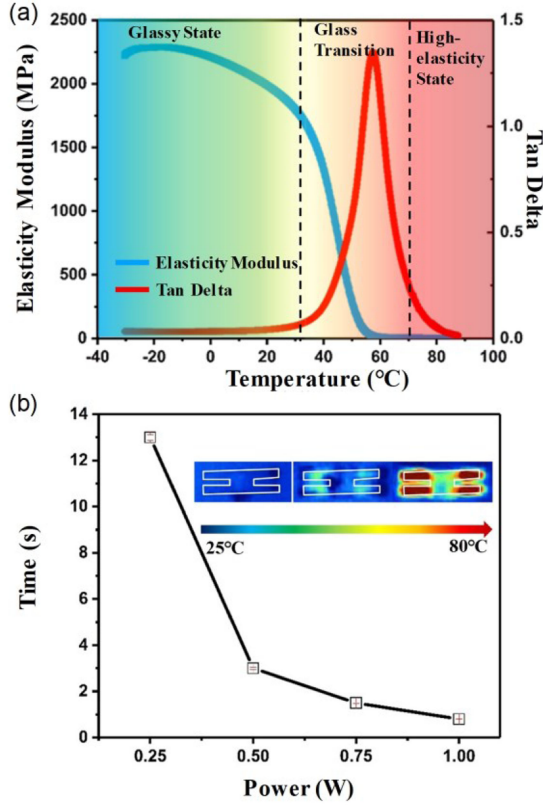 (a)
2500
2000
1500
1000
500
0
Elasticity Modulus (MPa)
Glassy State
Glass
Transition
High-
elasticity
State
Elasticity Modulus
Tan Delta
1.5
1.0
0.5
0.0
Tan Delta
-40 -20 0 20 40 60 80 100
Temperature (°C)
(b)
14
12
10
8
6
4
2
0
Time (s)
25°C
80°C
0.25 0.50 0.75 1.00
Power (W)